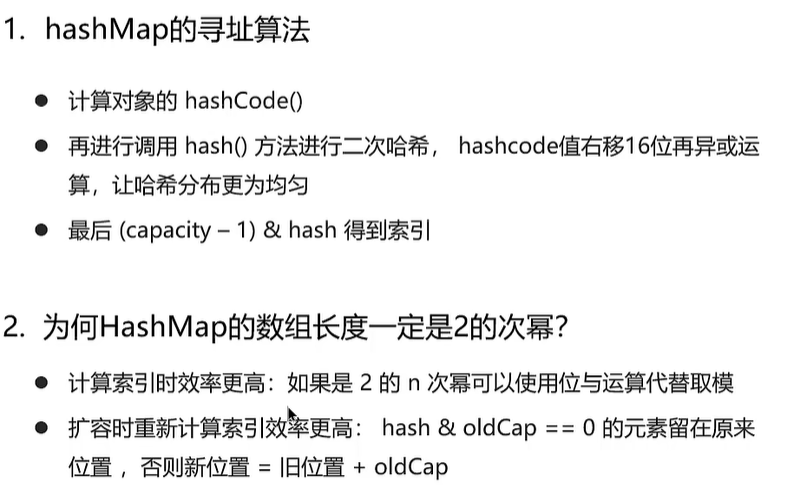 1. hashMap的寻址算法
● 计算对象的 hashCode()
● 再进行调用 hash() 方法进行二次哈希， hashcode值右移16位再异或运
算，让哈希分布更为均匀
● 最后 (capacity – 1) & hash 得到索引
2. 为何HashMap的数组长度一定是2的次幂？
● 计算索引时效率更高：如果是 2 的 n 次幂可以使用位与运算代替取模
● 扩容时重新计算索引效率更高： hash & oldCap == 0 的元素留在原来
位置 ，否则新位置 = 旧位置 + oldCap